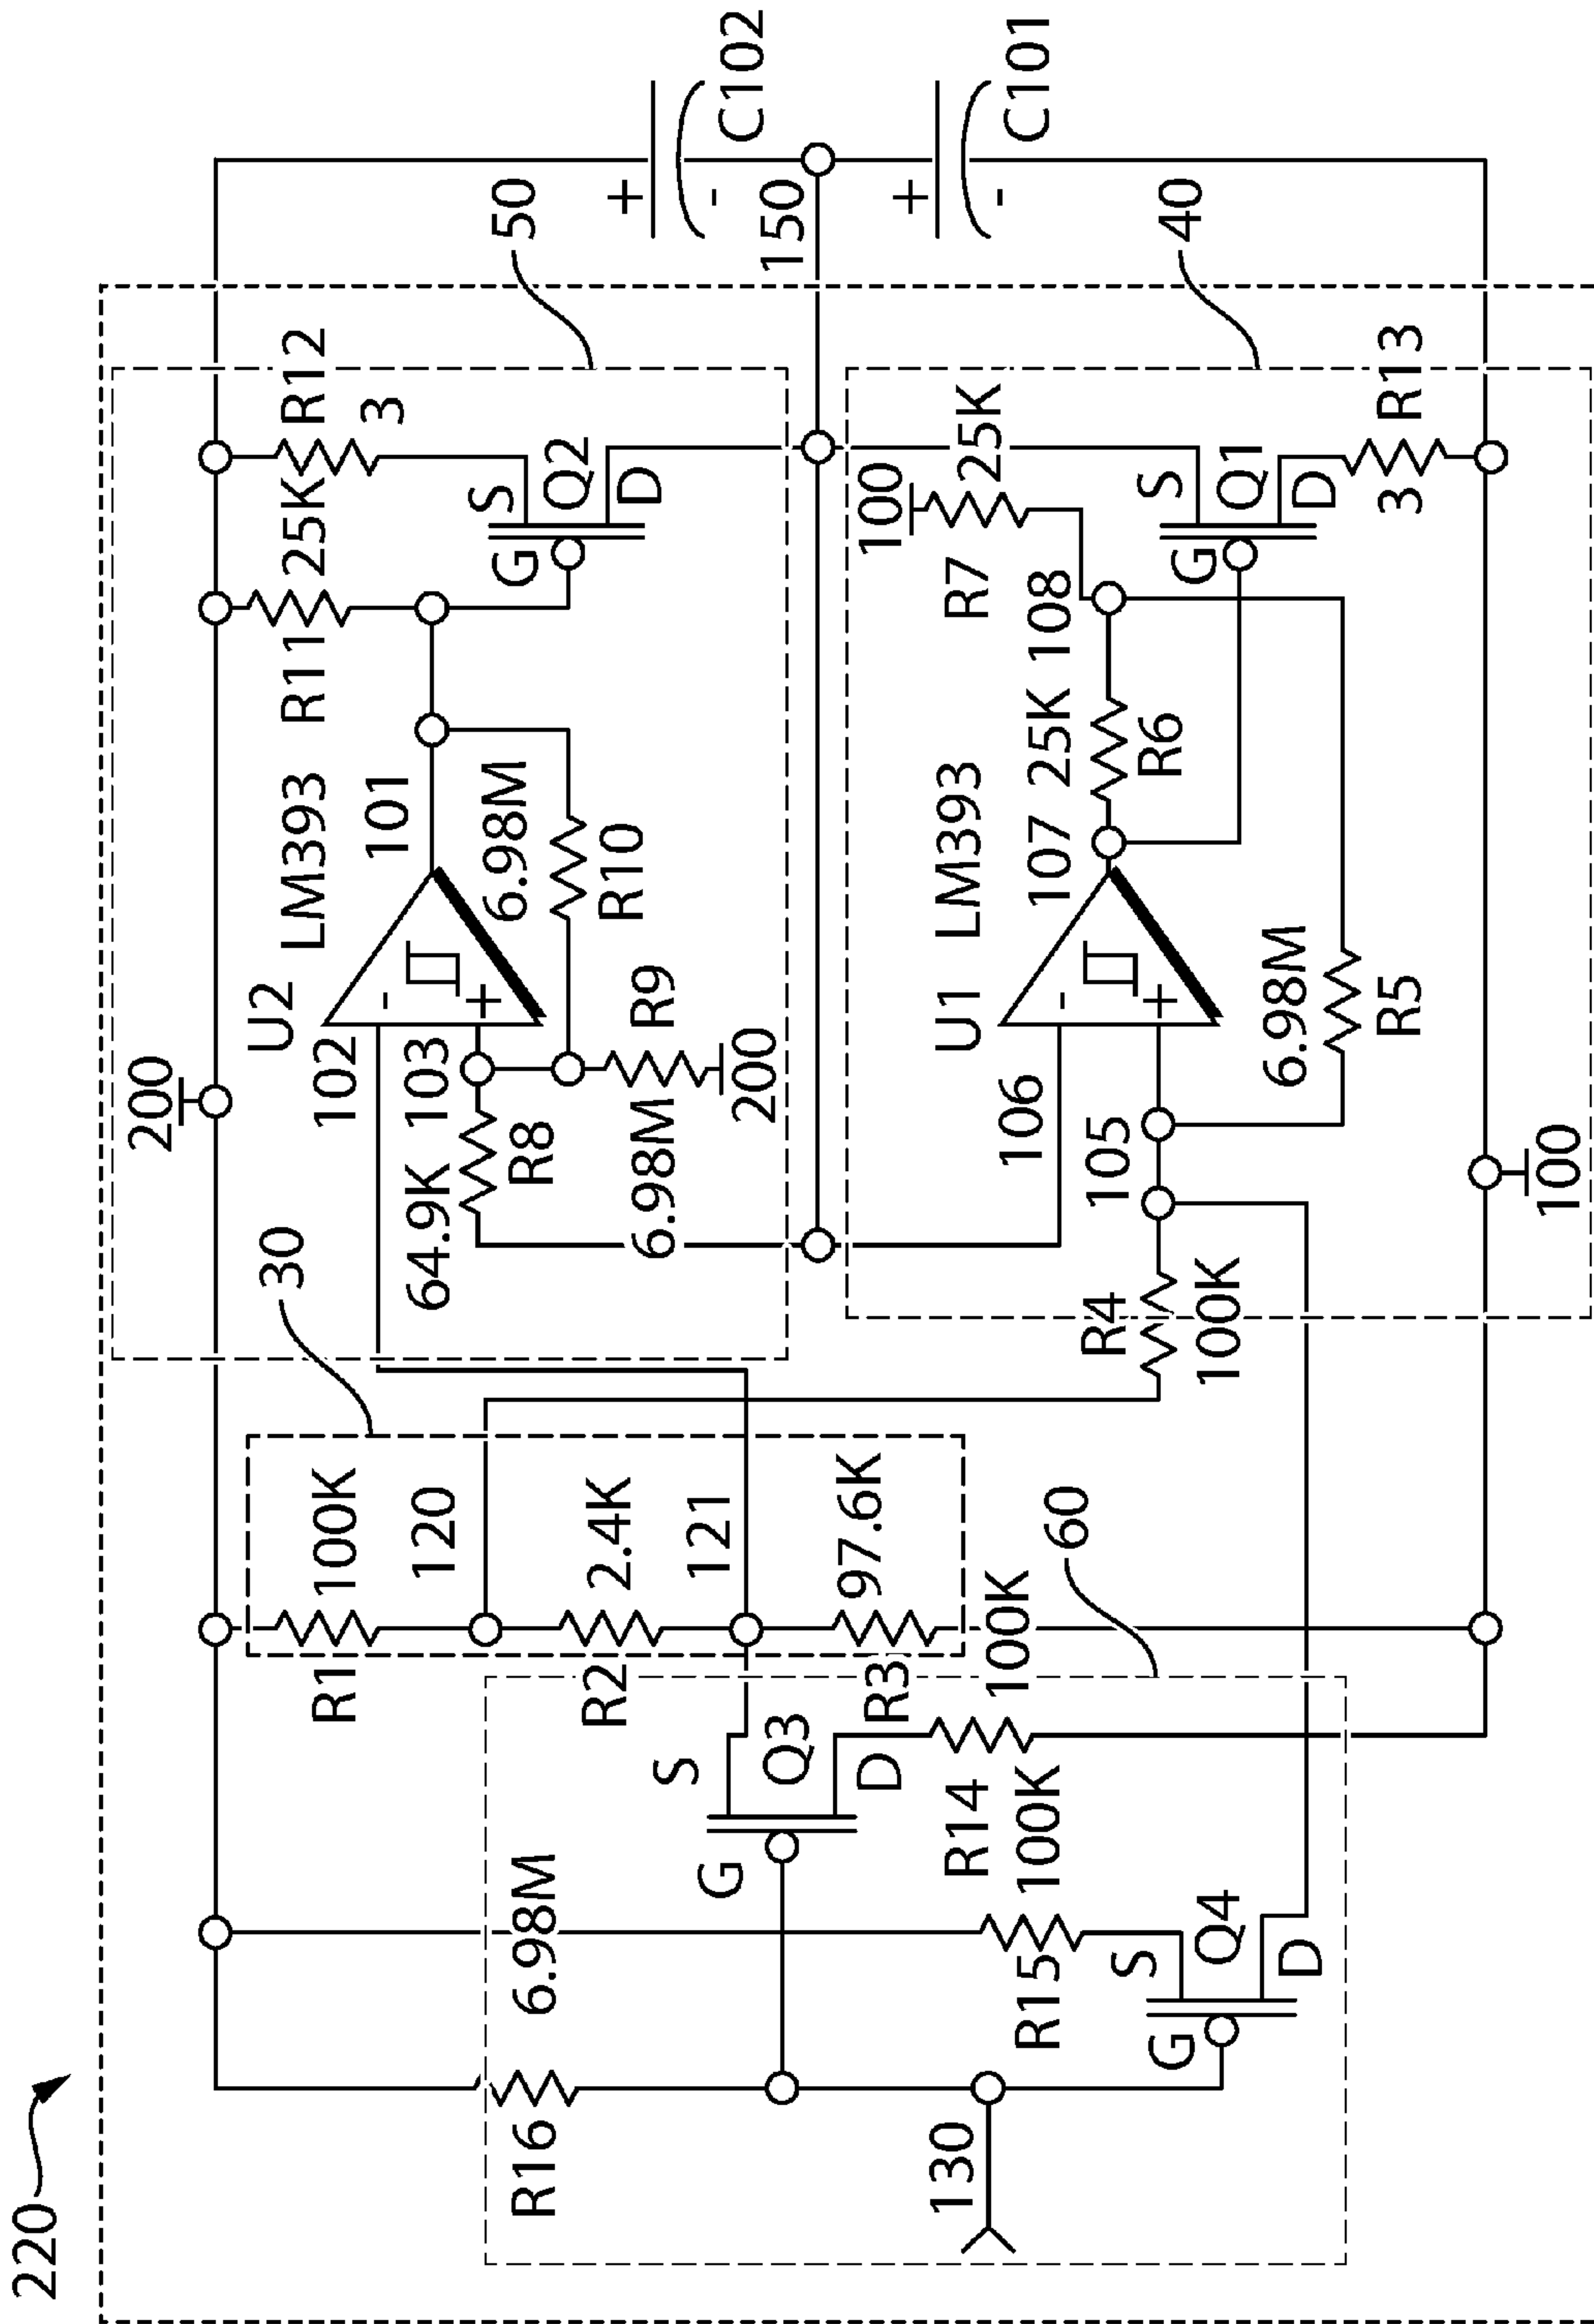 220
200
50
R12
3
R11
25K
LM393
U2
101
102
103
-
+
S
Q2
G
D
6.98M
R10
R9
200
64.9K
R8
6.98M
+
-
C102
150
+
-
C101
30
R1
100K
120
R2
2.4K
121
R3
97.6K
40
100
25K
R7
108
25K
R6
107
LM393
U1
106
-
+
105
S
Q1
G
D
3
R13
6.98M
R5
R4
100K
100
60
R16
6.98M
S
Q3
G
D
R14
100K
R15
100K
S
Q4
G
D
130